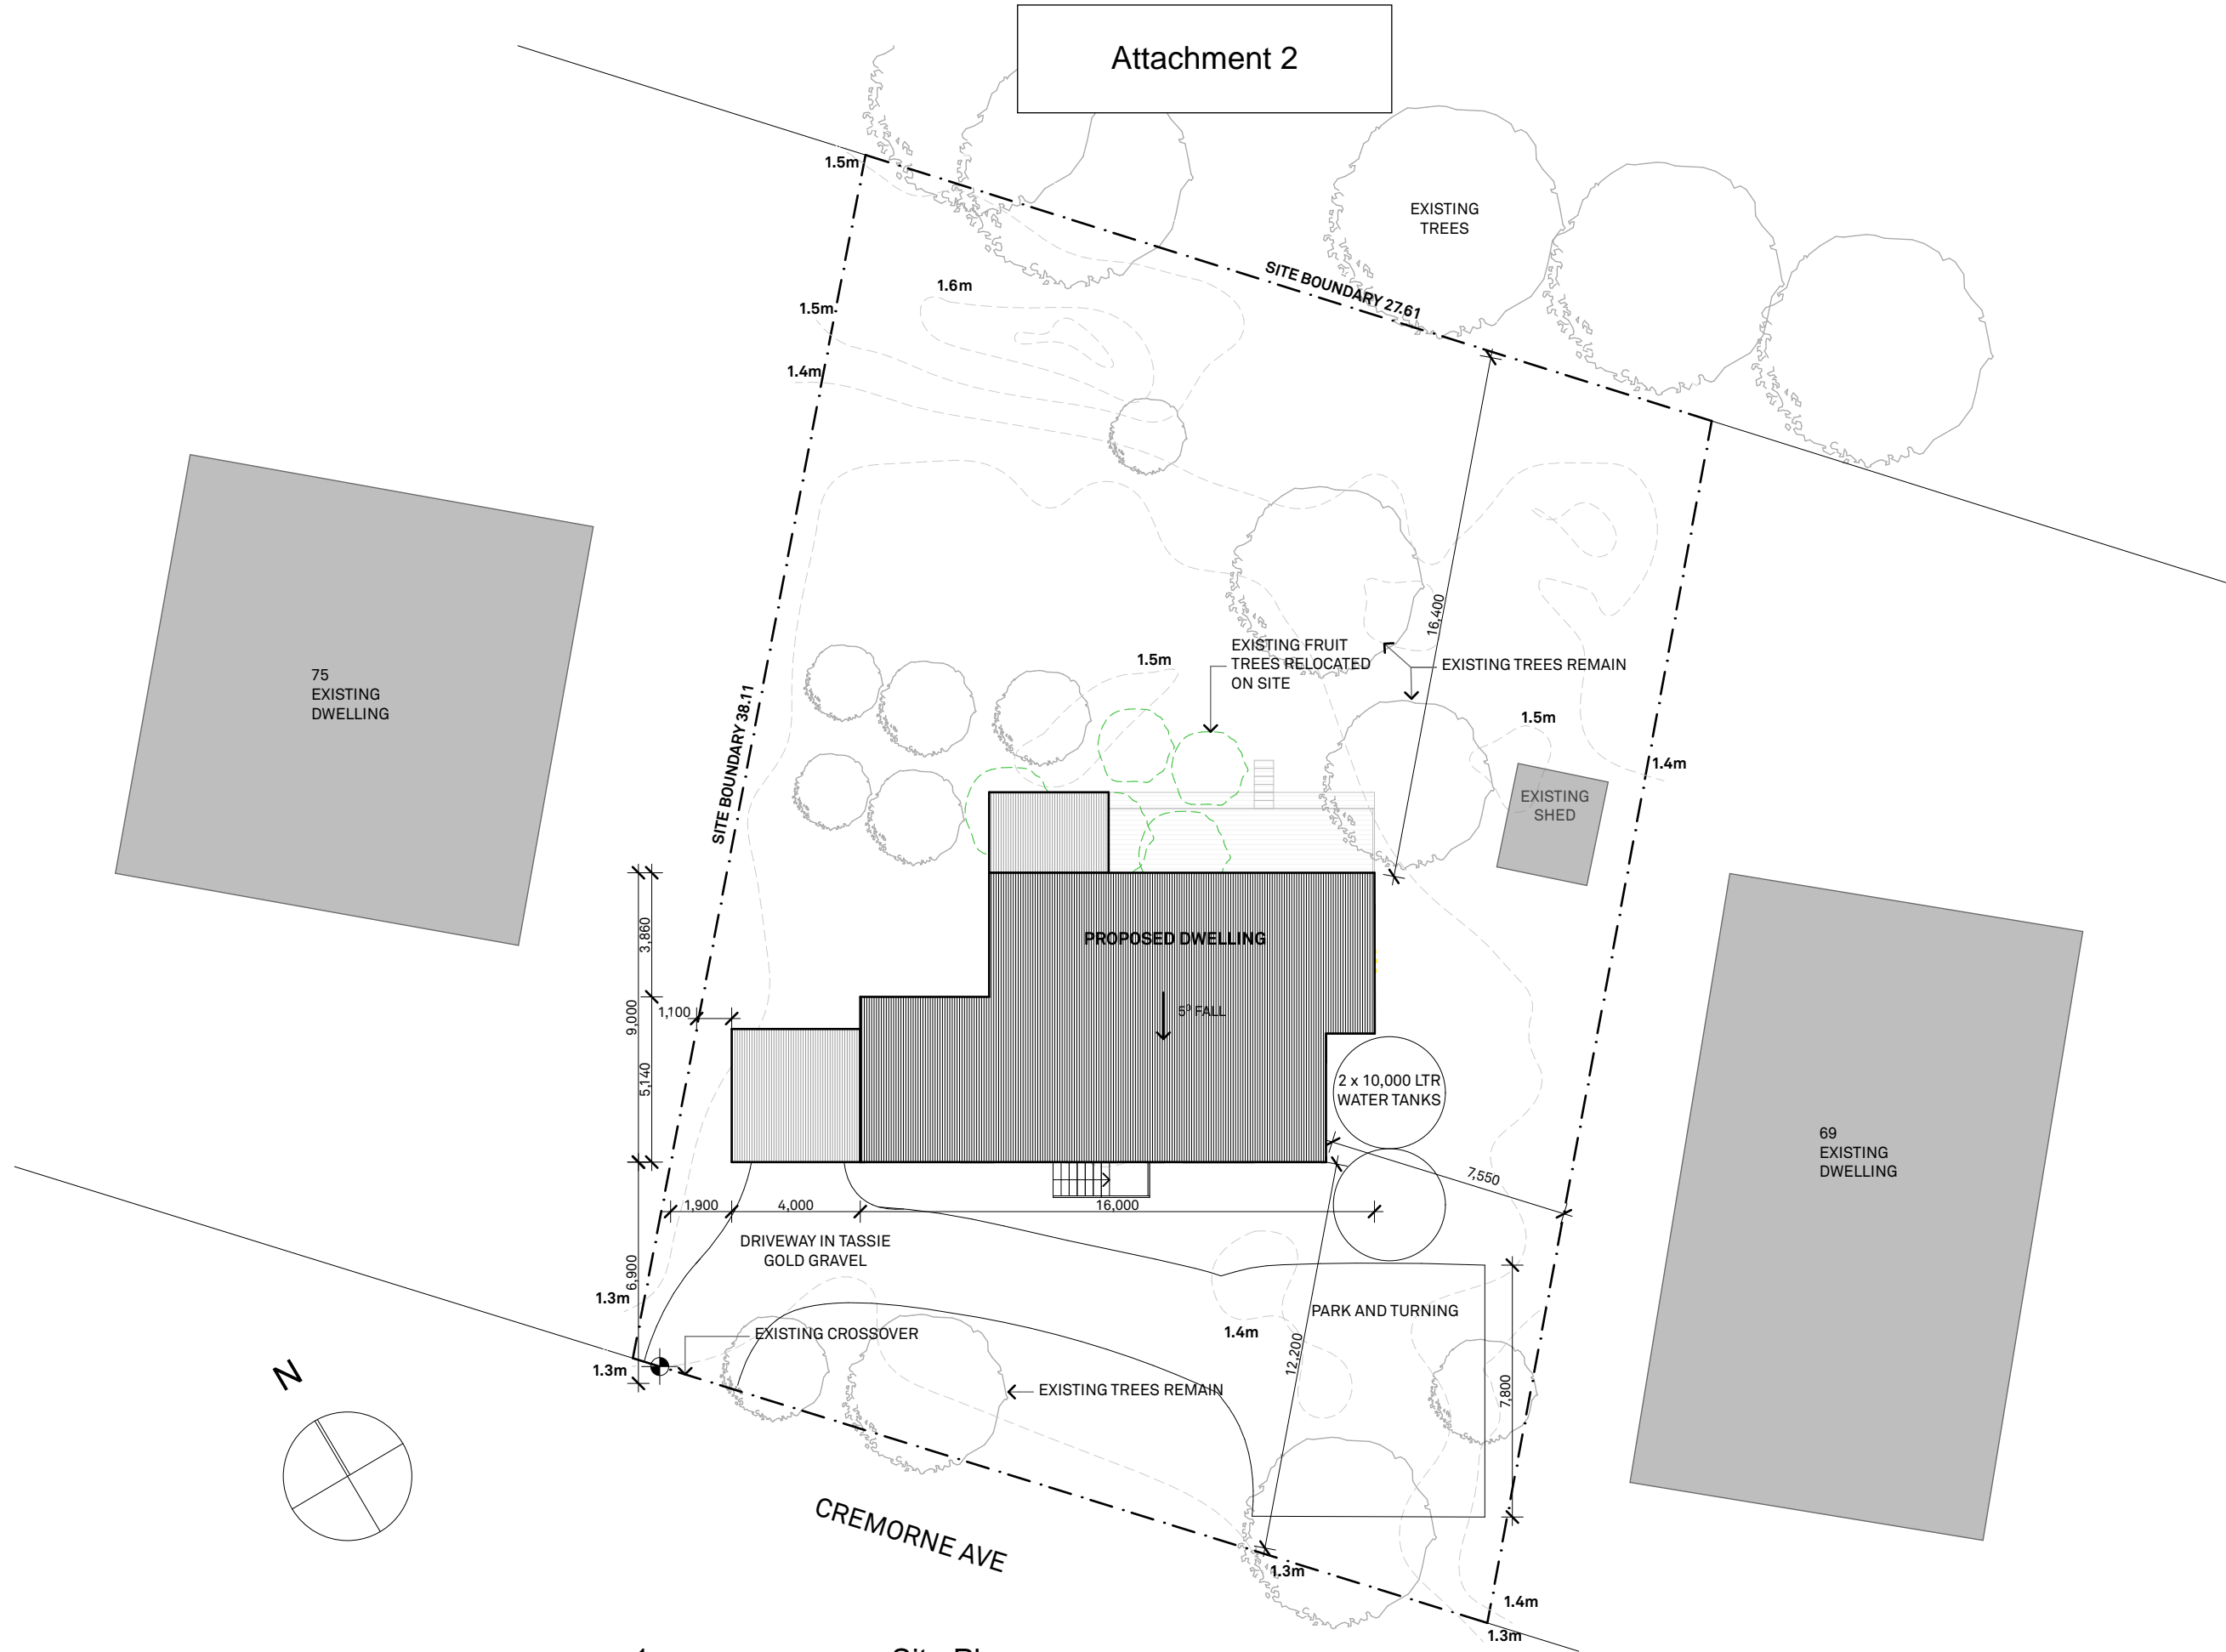 Attachment 2
1.5m
EXISTING
TREES
SITE BOUNDARY 27.61
1.6m
1.5m
1.4m
16,400
EXISTING FRUIT
TREES RELOCATED
ON SITE
EXISTING TREES REMAIN
1.5m
75
EXISTING
DWELLING
SITE BOUNDARY 38.11
1.5m
1.4m
EXISTING
SHED
3,860
PROPOSED DWELLING
9,000
1,100
5° FALL
5,140
2 x 10,000 LTR
WATER TANKS
69
EXISTING
DWELLING
7,550
1,900
4,000
16,000
DRIVEWAY IN TASSIE
GOLD GRAVEL
6,900
1.3m
PARK AND TURNING
EXISTING CROSSOVER
1.4m
12,200
1.3m
N
EXISTING TREES REMAIN
7,800
CREMORNE AVE
1.3m
1.4m
1.3m